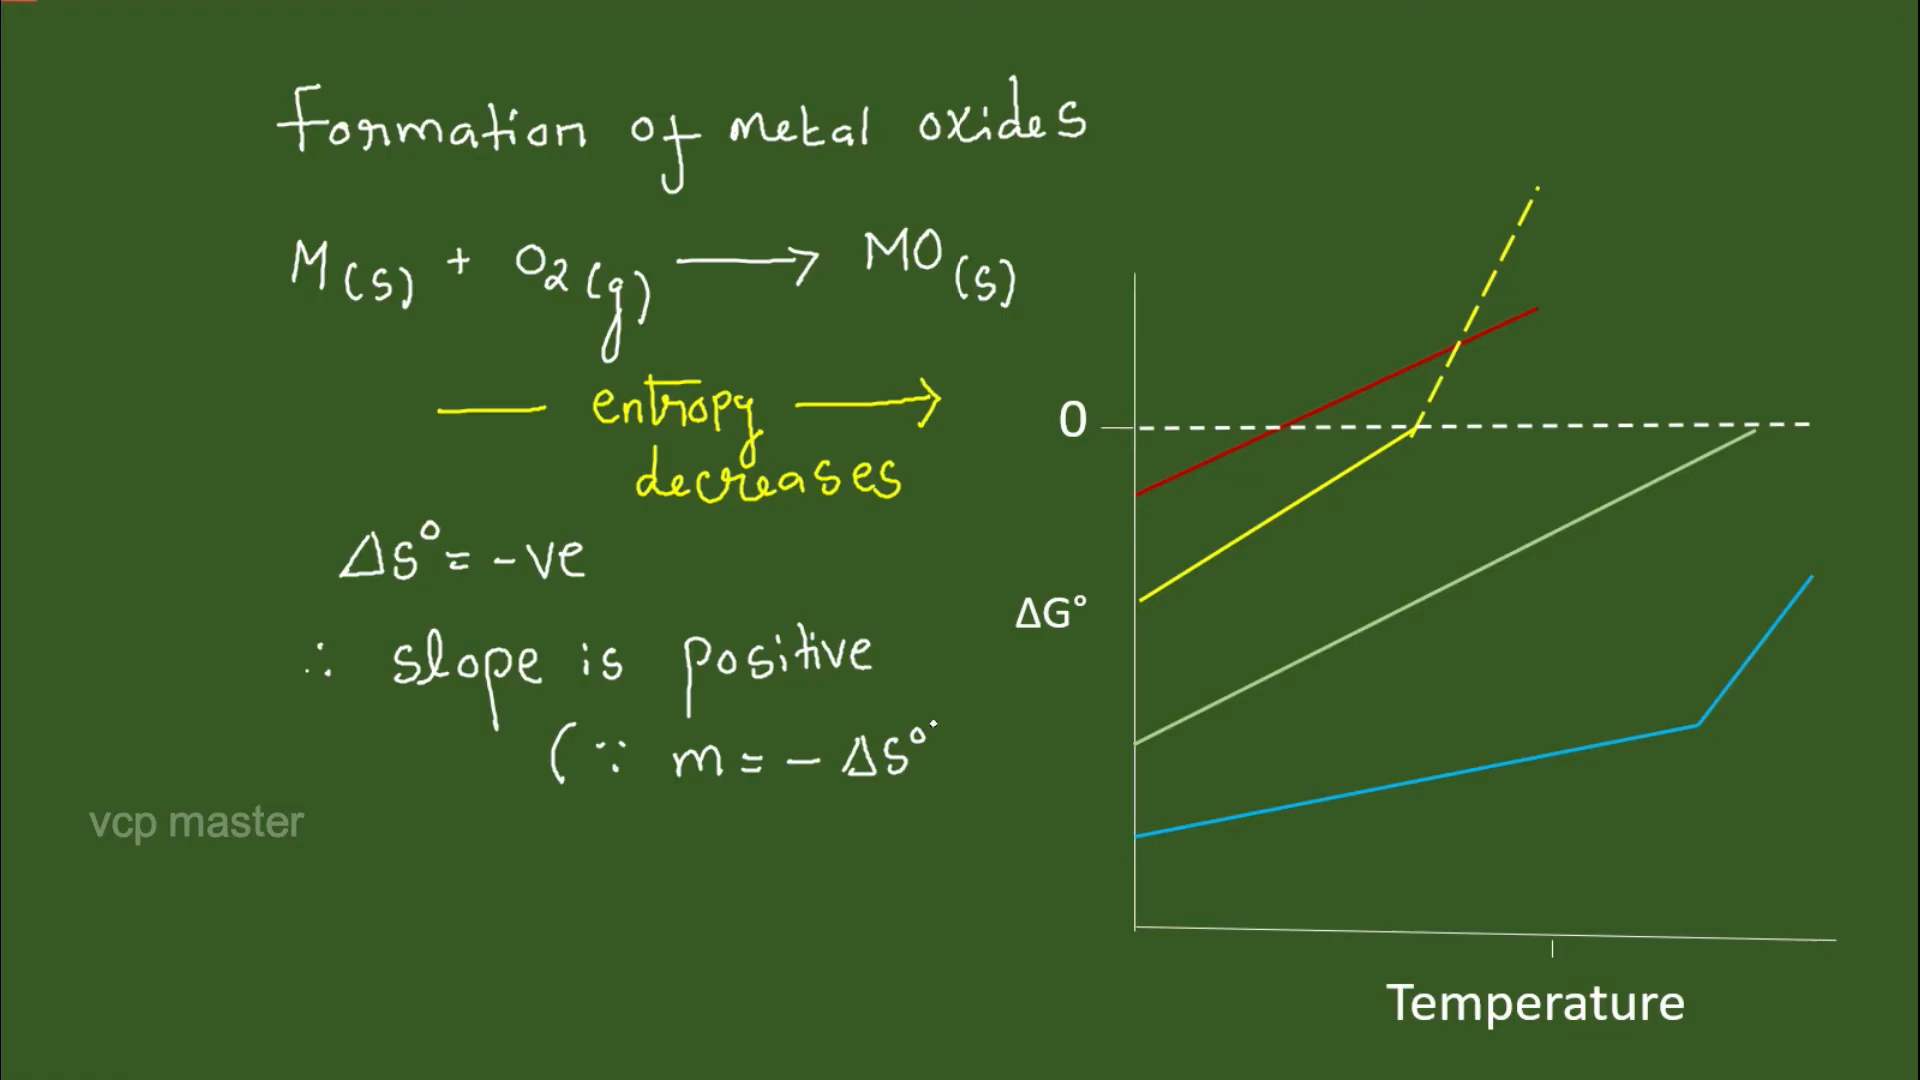 Formation of metal oxides
M(s) + O2(g) ⟶ MO(s)
— entropy ⟶
decreases
ΔS° = -ve
∴ slope is positive
(∵ m = - ΔS°
vcp master
0
ΔG°
Temperature